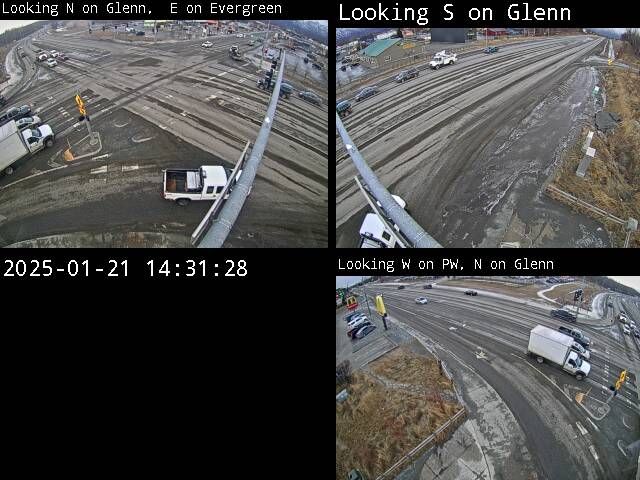 Looking N on Glenn,  E on Evergreen
Looking S on Glenn
2025-01-21 14:31:28
Looking W on PW, N on Glenn